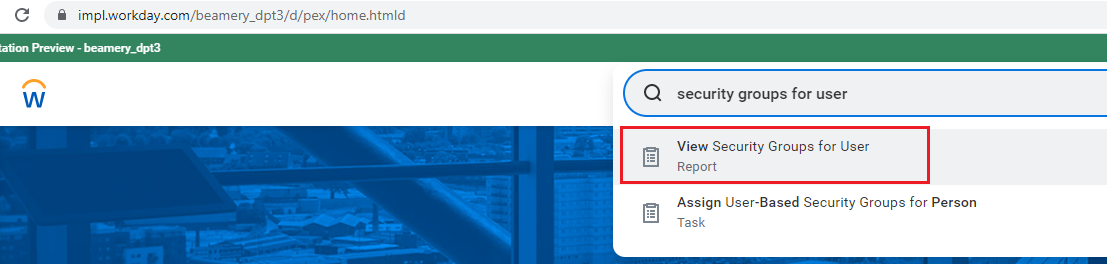 impl.workday.com/beamery_dpt3/d/pex/home.htmld
tation Preview - beamery_dpt3
W
security groups for user
View Security Groups for User
Report
Assign User-Based Security Groups for Person
Task